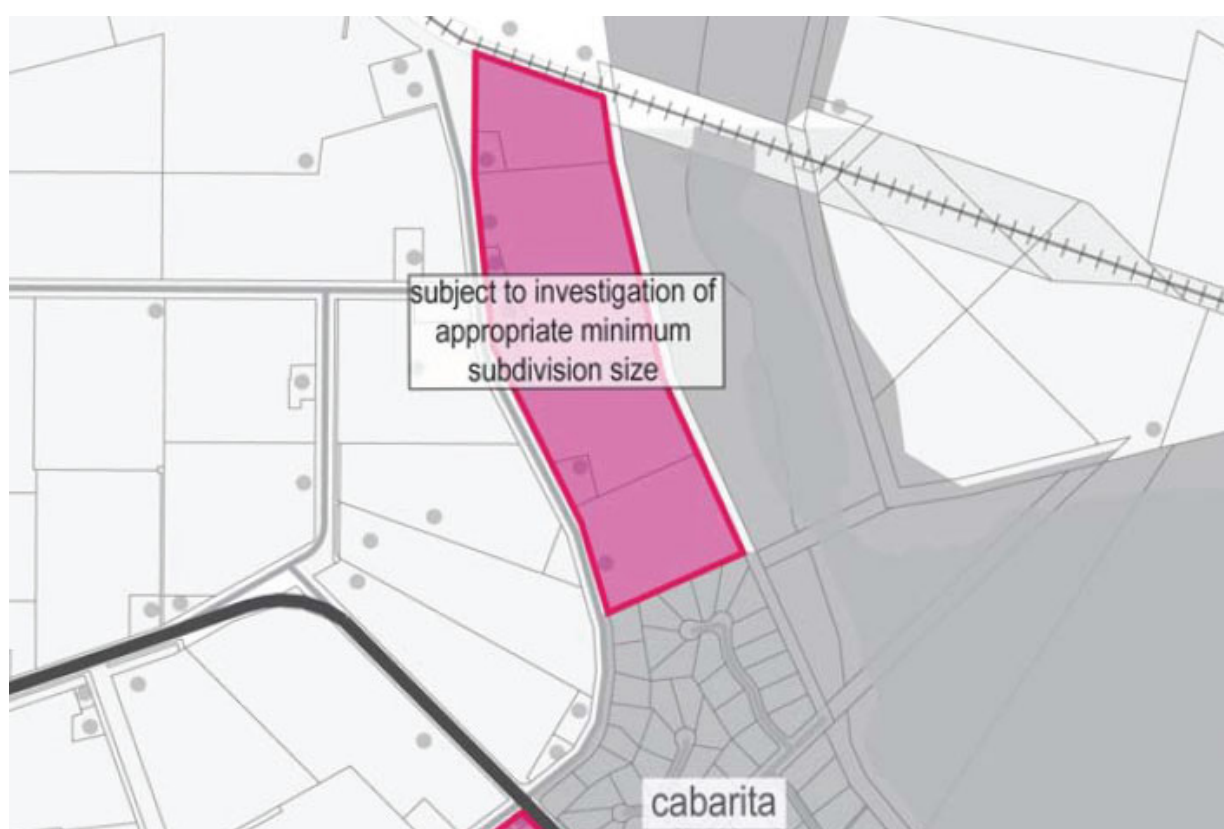 subject to investigation of
appropriate minimum
subdivision size
cabarita